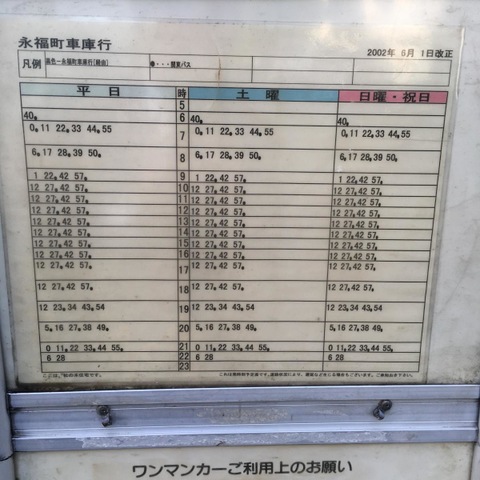 永福町車庫行
2002年 6月 1日改正
凡例 黒色－永福町車庫行[経由] ●・・・関東バス
平 日 時 土 曜 日曜・祝日
5
40 6 40 40
0 11 22 33 44 55 7 0 11 22 33 44 55 0 11 22 33 44 55
6 17 28 39 50 8 6 17 28 39 50 6 17 28 39 50
1 22 42 57 9 1 22 42 57 1 22 42 57
12 27 42 57 10 12 27 42 57 12 27 42 57
12 27 42 57 11 12 27 42 57 12 27 42 57
12 27 42 57 12 12 27 42 57 12 27 42 57
12 27 42 57 13 12 27 42 57 12 27 42 57
12 27 42 57 14 12 27 42 57 12 27 42 57
12 27 42 57 15 12 27 42 57 12 27 42 57
12 27 42 57 16 12 27 42 57 12 27 42 57
12 27 42 57 17 12 27 42 57 12 27 42 57
12 27 42 57 18 12 27 42 57 12 27 42 57
12 23 34 43 54 19 12 23 34 43 54 12 23 34 43 54
5 16 27 38 49 20 5 16 27 38 49 5 16 27 38 49
0 11 22 33 44 55 21 0 11 22 33 44 55 0 11 22 33 44 55
6 28 22 6 28 6 28
23
ワンマンカーご利用上のお願い